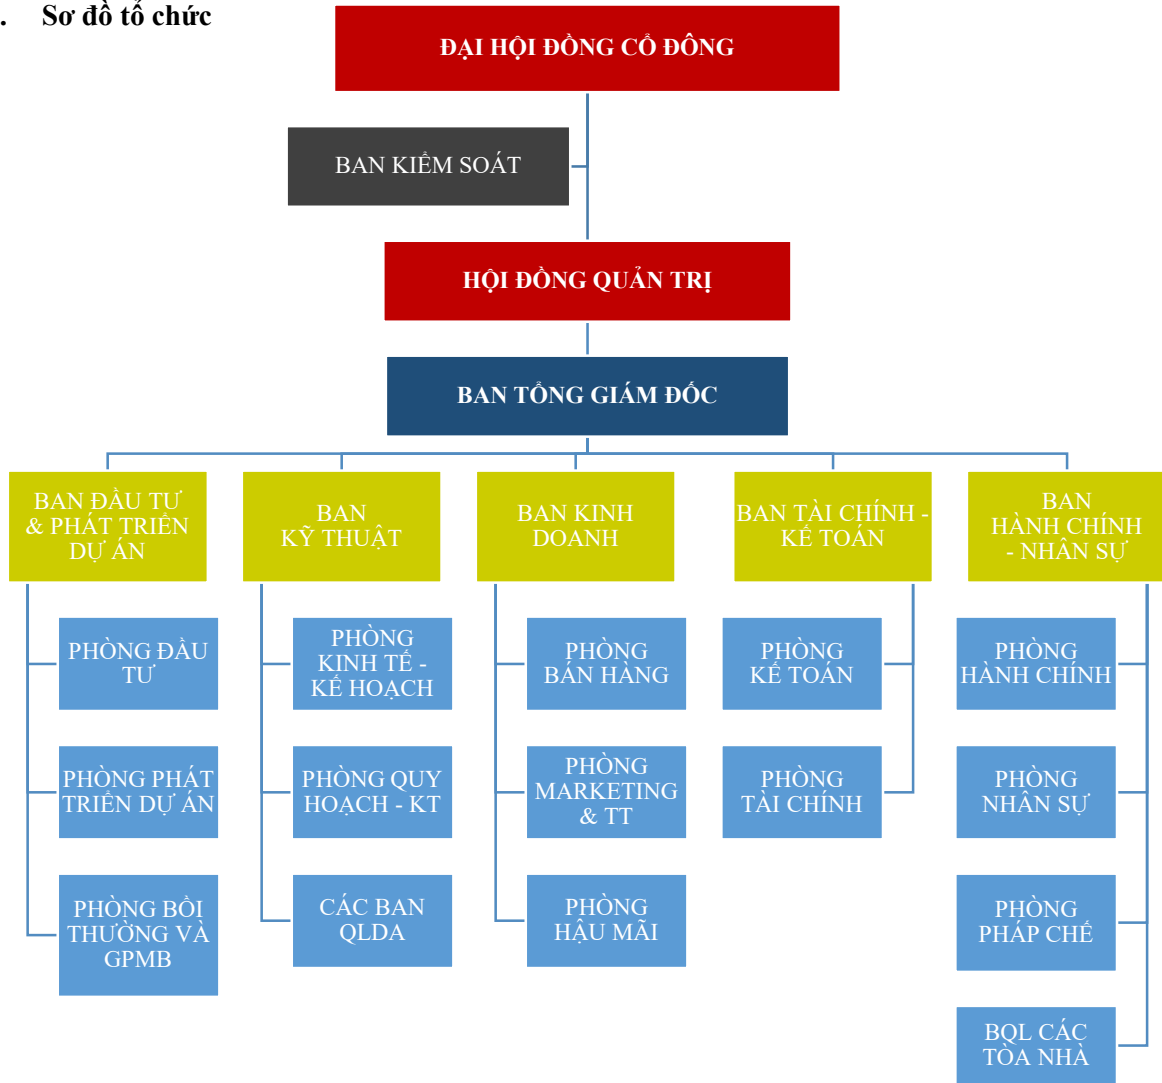 . Sơ đồ tổ chức
ĐẠI HỘI ĐỒNG CỔ ĐÔNG
BAN KIỂM SOÁT
HỘI ĐỒNG QUẢN TRỊ
BAN TỔNG GIÁM ĐỐC
BAN ĐẦU TƯ
& PHÁT TRIỂN
DỰ ÁN
BAN
KỸ THUẬT
BAN KINH
DOANH
BAN TÀI CHÍNH -
KẾ TOÁN
BAN
HÀNH CHÍNH
- NHÂN SỰ
PHÒNG ĐẦU
TƯ
PHÒNG
KINH TẾ -
KẾ HOẠCH
PHÒNG
BÁN HÀNG
PHÒNG
KẾ TOÁN
PHÒNG
HÀNH CHÍNH
PHÒNG PHÁT
TRIỂN DỰ ÁN
PHÒNG QUY
HOẠCH - KT
PHÒNG
MARKETING
& TT
PHÒNG
TÀI CHÍNH
PHÒNG
NHÂN SỰ
PHÒNG BỒI
THƯỜNG VÀ
GPMB
CÁC BAN
QLDA
PHÒNG
HẬU MÃI
PHÒNG
PHÁP CHẾ
BQL CÁC
TÒA NHÀ